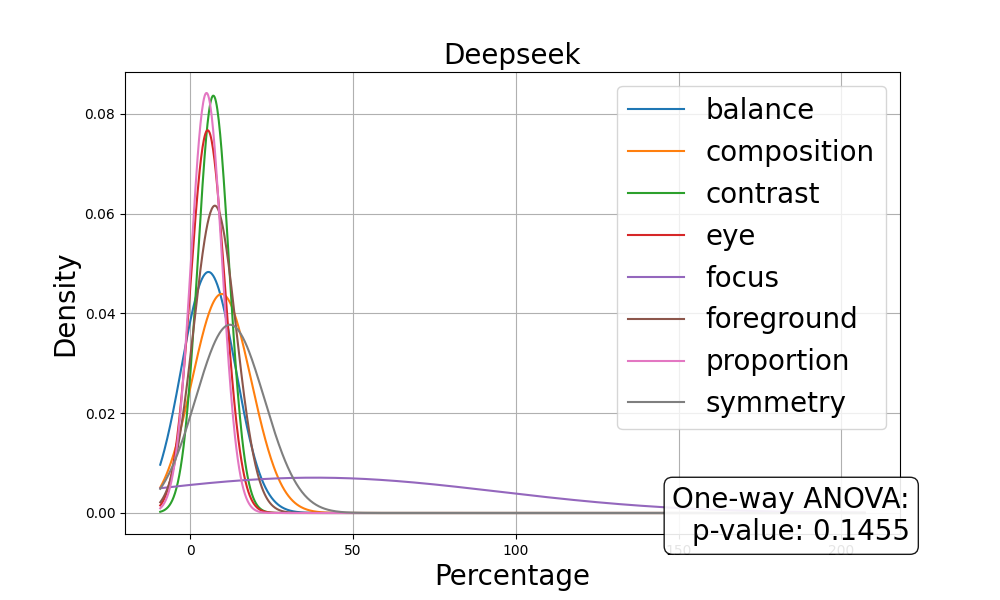 Deepseek
Density
0.08
0.06
0.04
0.02
0.00
balance
composition
contrast
eye
focus
foreground
proportion
symmetry
One-way ANOVA:
p-value: 0.1455
0
50
100
150
200
Percentage